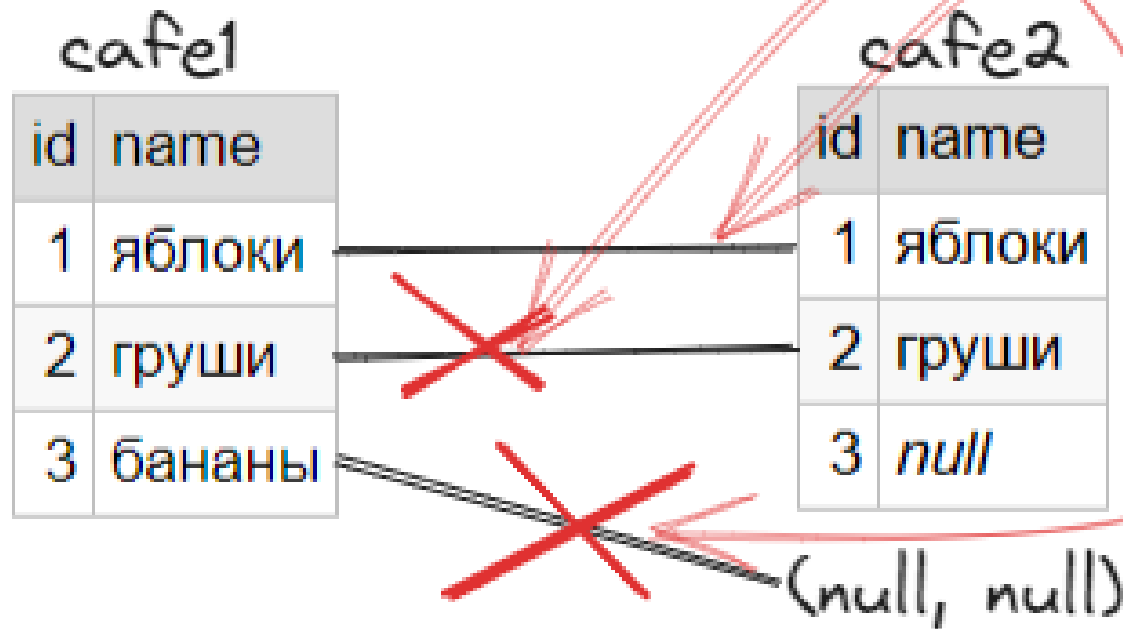 cafe1
id name
1 яблоки
2 груши
3 бананы
cafe2
id name
1 яблоки
2 груши
3 null
(null, null)